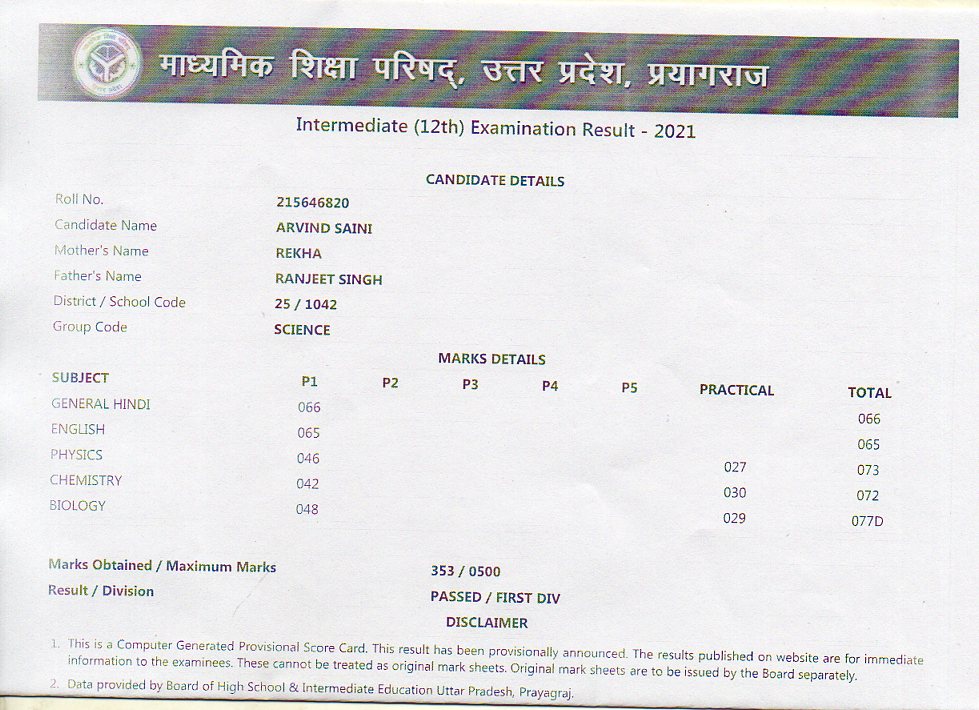 माध्यमिक शिक्षा परिषद्, उत्तर प्रदेश, प्रयागराज
Intermediate (12th) Examination Result - 2021
CANDIDATE DETAILS
Roll No. 215646820
Candidate Name ARVIND SAINI
Mother's Name REKHA
Father's Name RANJEET SINGH
District / School Code 25 / 1042
Group Code SCIENCE
MARKS DETAILS
SUBJECT P1 P2 P3 P4 P5 PRACTICAL TOTAL
GENERAL HINDI 066 066
ENGLISH 065 065
PHYSICS 046 027 073
CHEMISTRY 042 030 072
BIOLOGY 048 029 077D
Marks Obtained / Maximum Marks 353 / 0500
Result / Division PASSED / FIRST DIV
DISCLAIMER
1. This is a Computer Generated Provisional Score Card. This result has been provisionally announced. The results published on website are for immediate
information to the examinees. These cannot be treated as original mark sheets. Original mark sheets are to be issued by the Board separately.
2. Data provided by Board of High School & Intermediate Education Uttar Pradesh, Prayagraj.